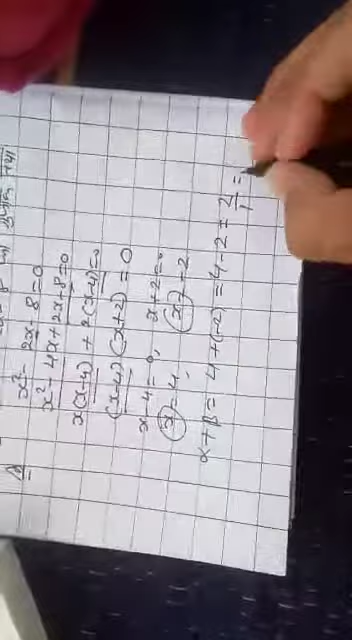 x² - 2x - 8 = 0
x² - 4x + 2x - 8 = 0
x(x-4) + 2(x-4) = 0
(x-4) (x+2) = 0
x - 4 = 0, x + 2 = 0
x = 4, x = -2
α + β = 4 + (-2) = 4 - 2 = 2/1 =